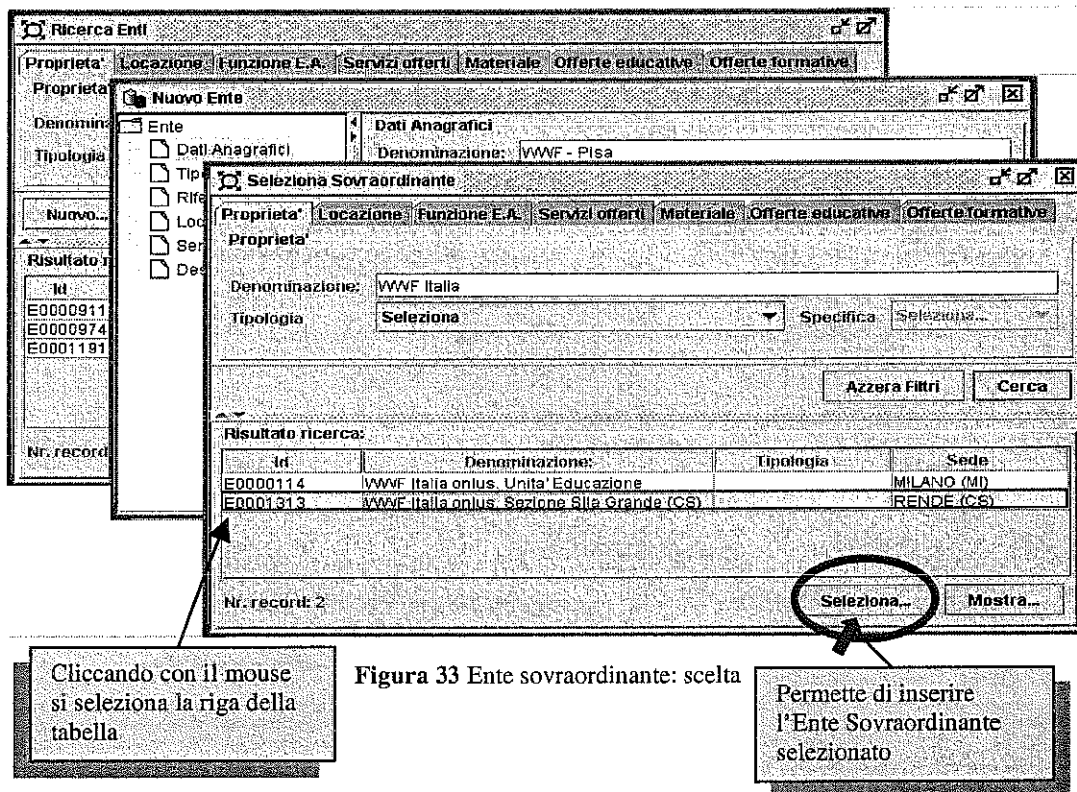 Ricerca Enti
Proprieta' Locazione Funzione E.A. Servizi offerti Materiale Offerte educative Offerte formative
Proprieta'
Denomina
Tipologia
Nuovo...
Risultato r
Id
E0000911
E0000974
E0001191
Nr. record
Nuovo Ente
Ente
Dati Anagrafici
Tip
Rife
Loc
Ser
Des
Dati Anagrafici
Denominazione: WWF - Pisa
Seleziona Sovraordinante
Proprieta' Locazione Funzione E.A. Servizi offerti Materiale Offerte educative Offerte formative
Proprieta'
Denominazione: WWF Italia
Tipologia Seleziona Specifica Seleziona...
Azzera Filtri Cerca
Risultato ricerca:
Id Denominazione: Tipologia Sede
E0000114 WWF Italia onlus. Unita' Educazione MILANO (MI)
E0001313 WWF Italia onlus. Sezione Sila Grande (CS) RENDE (CS)
Nr. record: 2 Seleziona... Mostra...
Cliccando con il mouse
si seleziona la riga della
tabella
Figura 33 Ente sovraordinante: scelta
Permette di inserire
l'Ente Sovraordinante
selezionato